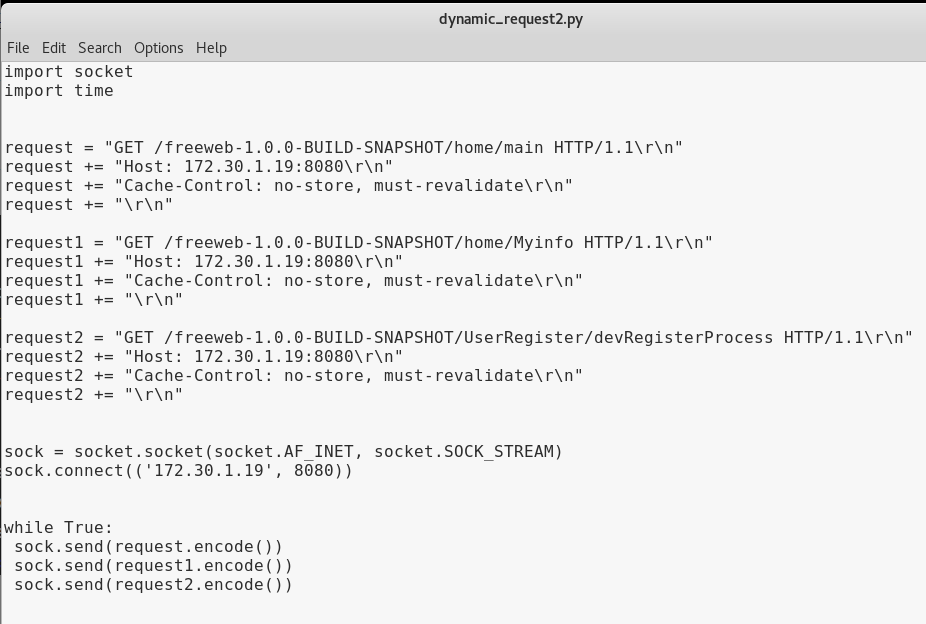 dynamic_request2.py
File Edit Search Options Help
import socket
import time
request = "GET /freeweb-1.0.0-BUILD-SNAPSHOT/home/main HTTP/1.1\r\n"
request += "Host: 172.30.1.19:8080\r\n"
request += "Cache-Control: no-store, must-revalidate\r\n"
request += "\r\n"
request1 = "GET /freeweb-1.0.0-BUILD-SNAPSHOT/home/Myinfo HTTP/1.1\r\n"
request1 += "Host: 172.30.1.19:8080\r\n"
request1 += "Cache-Control: no-store, must-revalidate\r\n"
request1 += "\r\n"
request2 = "GET /freeweb-1.0.0-BUILD-SNAPSHOT/UserRegister/devRegisterProcess HTTP/1.1\r\n"
request2 += "Host: 172.30.1.19:8080\r\n"
request2 += "Cache-Control: no-store, must-revalidate\r\n"
request2 += "\r\n"
sock = socket.socket(socket.AF_INET, socket.SOCK_STREAM)
sock.connect(('172.30.1.19', 8080))
while True:
 sock.send(request.encode())
 sock.send(request1.encode())
 sock.send(request2.encode())